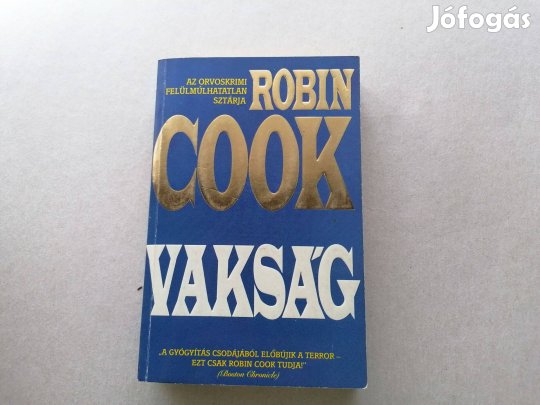 Jófogás
AZ ORVOSKRIMI
FELÜLMÚLHATATLAN
SZTÁRJA
ROBIN
COOK
VAKSÁG
„A GYÓGYÍTÁS CSODÁJÁBÓL ELŐBÚJIK A TERROR –
EZT CSAK ROBIN COOK TUDJA!"
(Boston Chronicle)